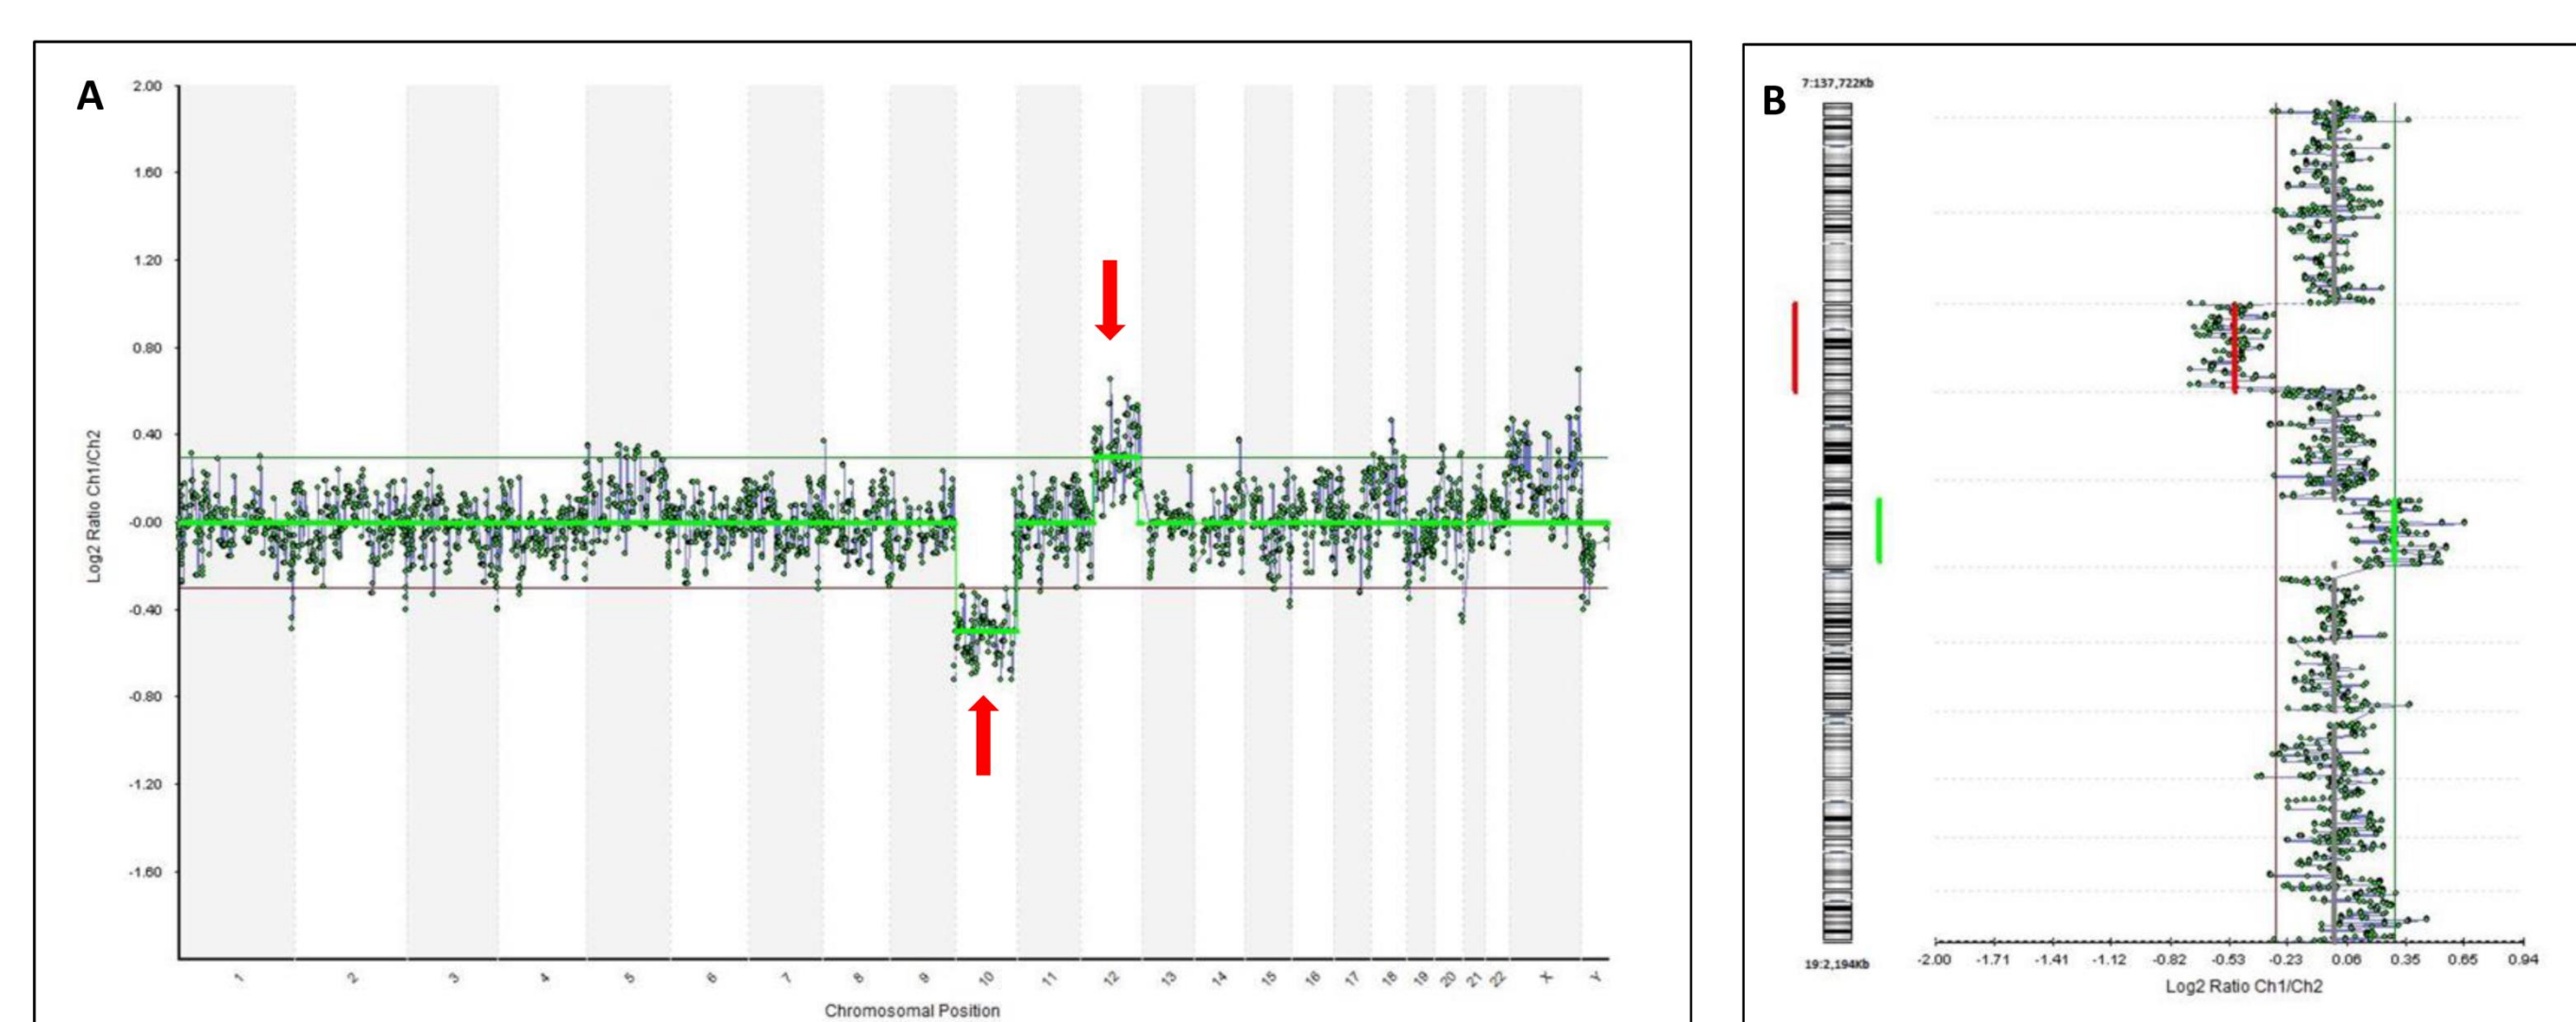 A
2.00
1.60
1.20
0.80
0.40
-0.00
-0.40
-0.80
-1.20
-1.60
Log2 Ratio Ch1/Ch2
1 2 3 4 5 6 7 8 9 10 11 12 13 14 15 16 17 18 19 20 21 22 X Y
Chromosomal Position
B
7:137,722Kb
19:2,194Kb
-2.00 -1.71 -1.41 -1.12 -0.82 -0.53 -0.23 0.06 0.35 0.65 0.94
Log2 Ratio Ch1/Ch2